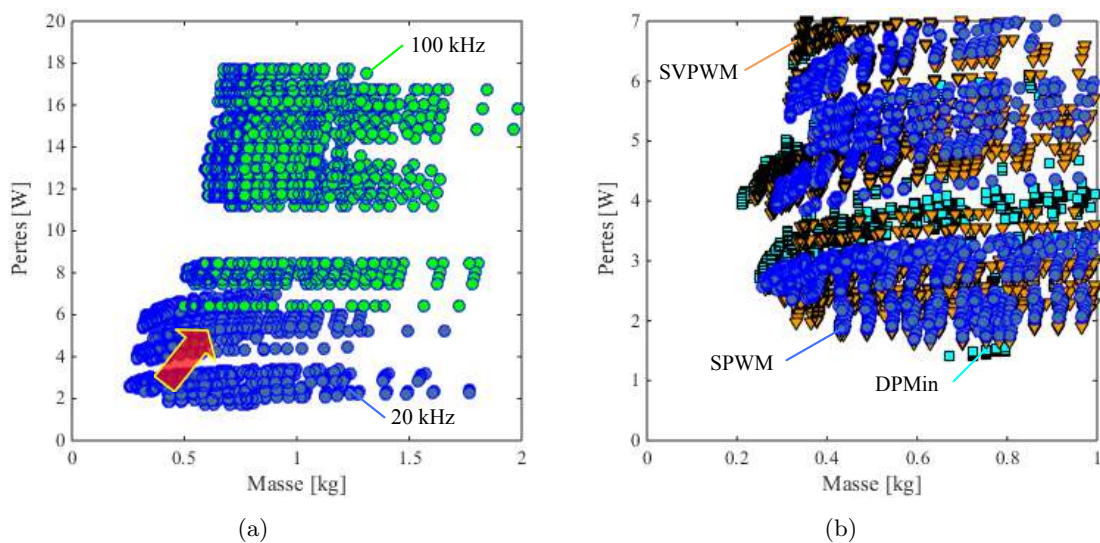 20
18
16
14
12
10
8
6
4
2
0
Pertes [W]
100 kHz
20 kHz
0 0.5 1 1.5 2
Masse [kg]
(a)
7
6
5
4
3
2
1
0
Pertes [W]
SVPWM
SPWM
DPMin
0 0.2 0.4 0.6 0.8 1
Masse [kg]
(b)